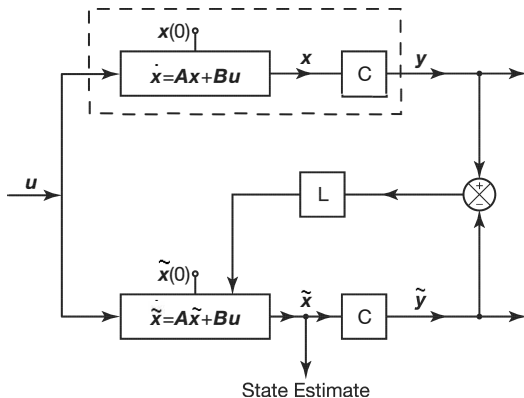 x(0)
ẋ=Ax+Bu
x
C
y
u
L
+
−
x̃(0)
x̃̇=Ax̃+Bu
x̃
C
ỹ
State Estimate